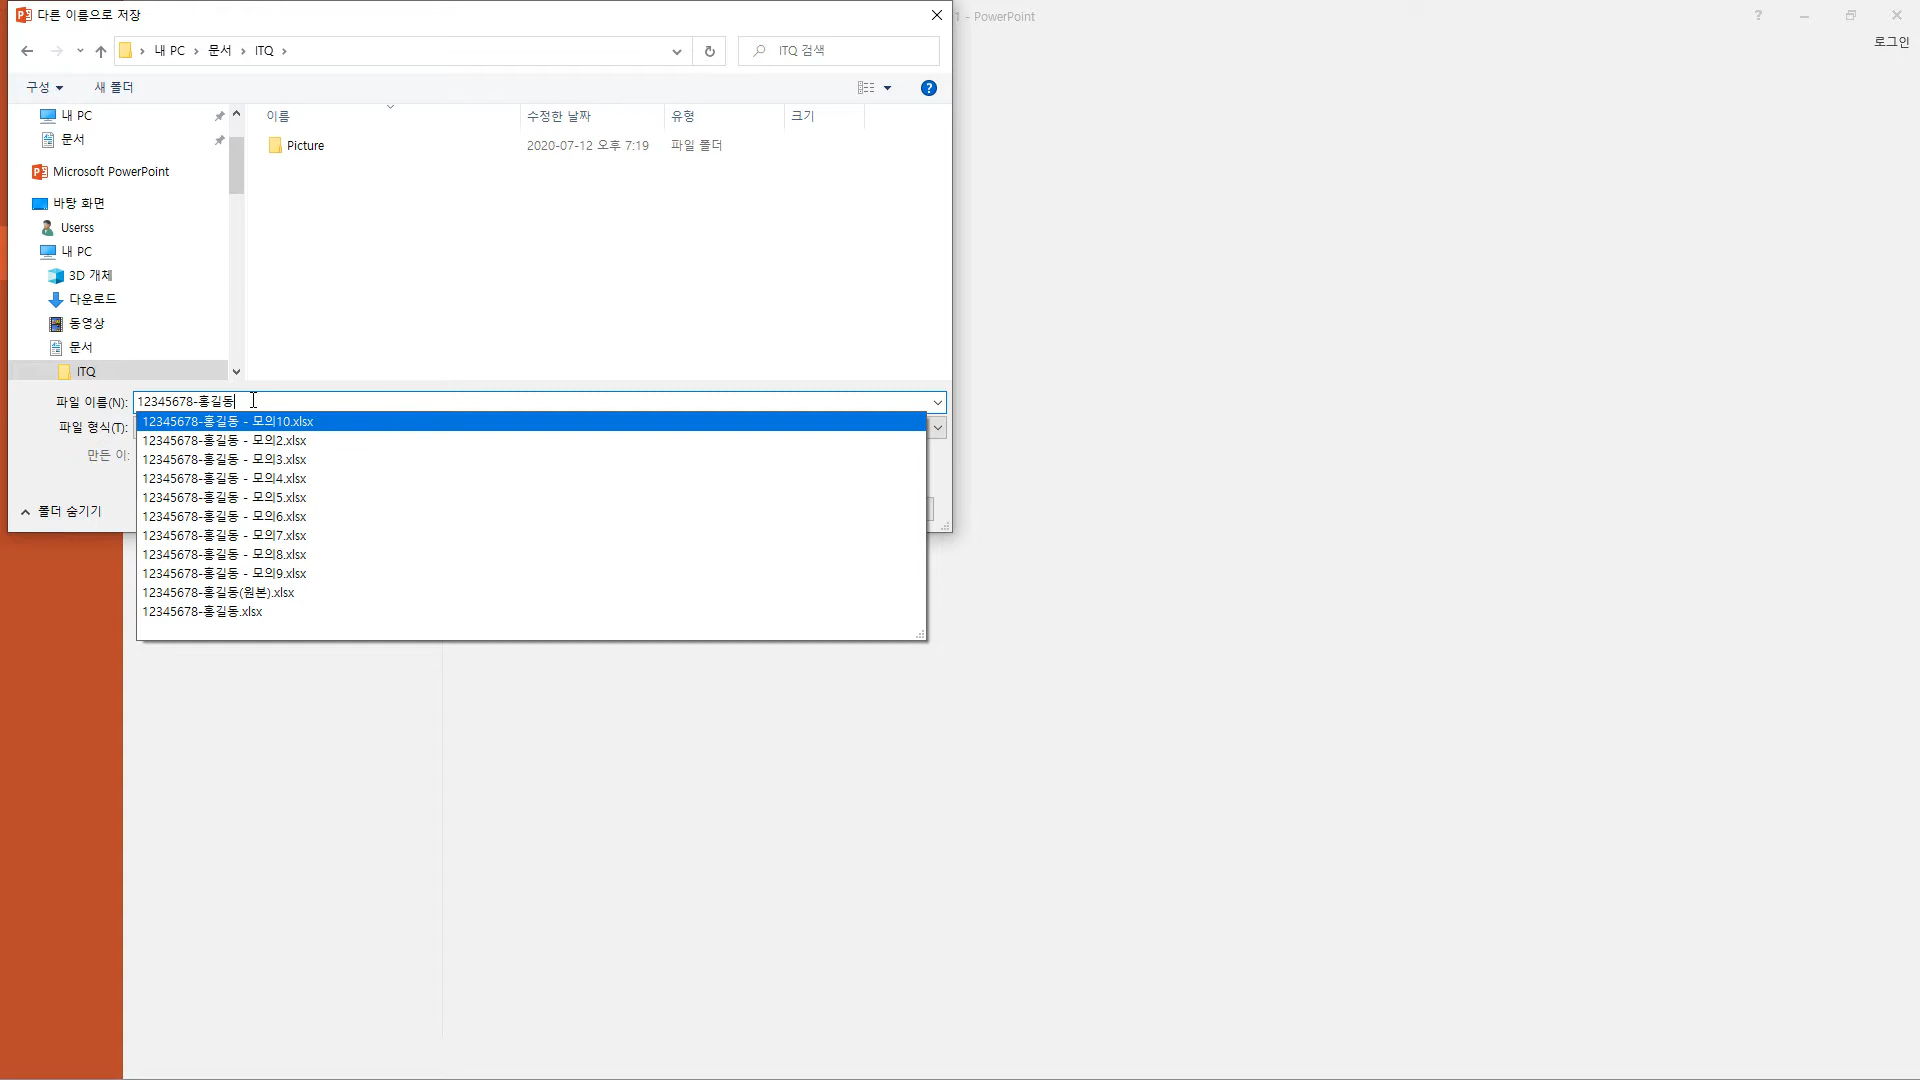 다른 이름으로 저장
1 - PowerPoint
로그인
내 PC
문서
ITQ
ITQ 검색
구성
새 폴더
이름
수정한 날짜
유형
크기
내 PC
문서
Picture
2020-07-12 오후 7:19
파일 폴더
Microsoft PowerPoint
바탕 화면
Userss
내 PC
3D 개체
다운로드
동영상
문서
ITQ
파일 이름(N):
12345678-홍길동
12345678-홍길동 - 모의10.xlsx
파일 형식(T):
12345678-홍길동 - 모의2.xlsx
만든 이:
12345678-홍길동 - 모의3.xlsx
12345678-홍길동 - 모의4.xlsx
12345678-홍길동 - 모의5.xlsx
폴더 숨기기
12345678-홍길동 - 모의6.xlsx
12345678-홍길동 - 모의7.xlsx
12345678-홍길동 - 모의8.xlsx
12345678-홍길동 - 모의9.xlsx
12345678-홍길동(원본).xlsx
12345678-홍길동.xlsx